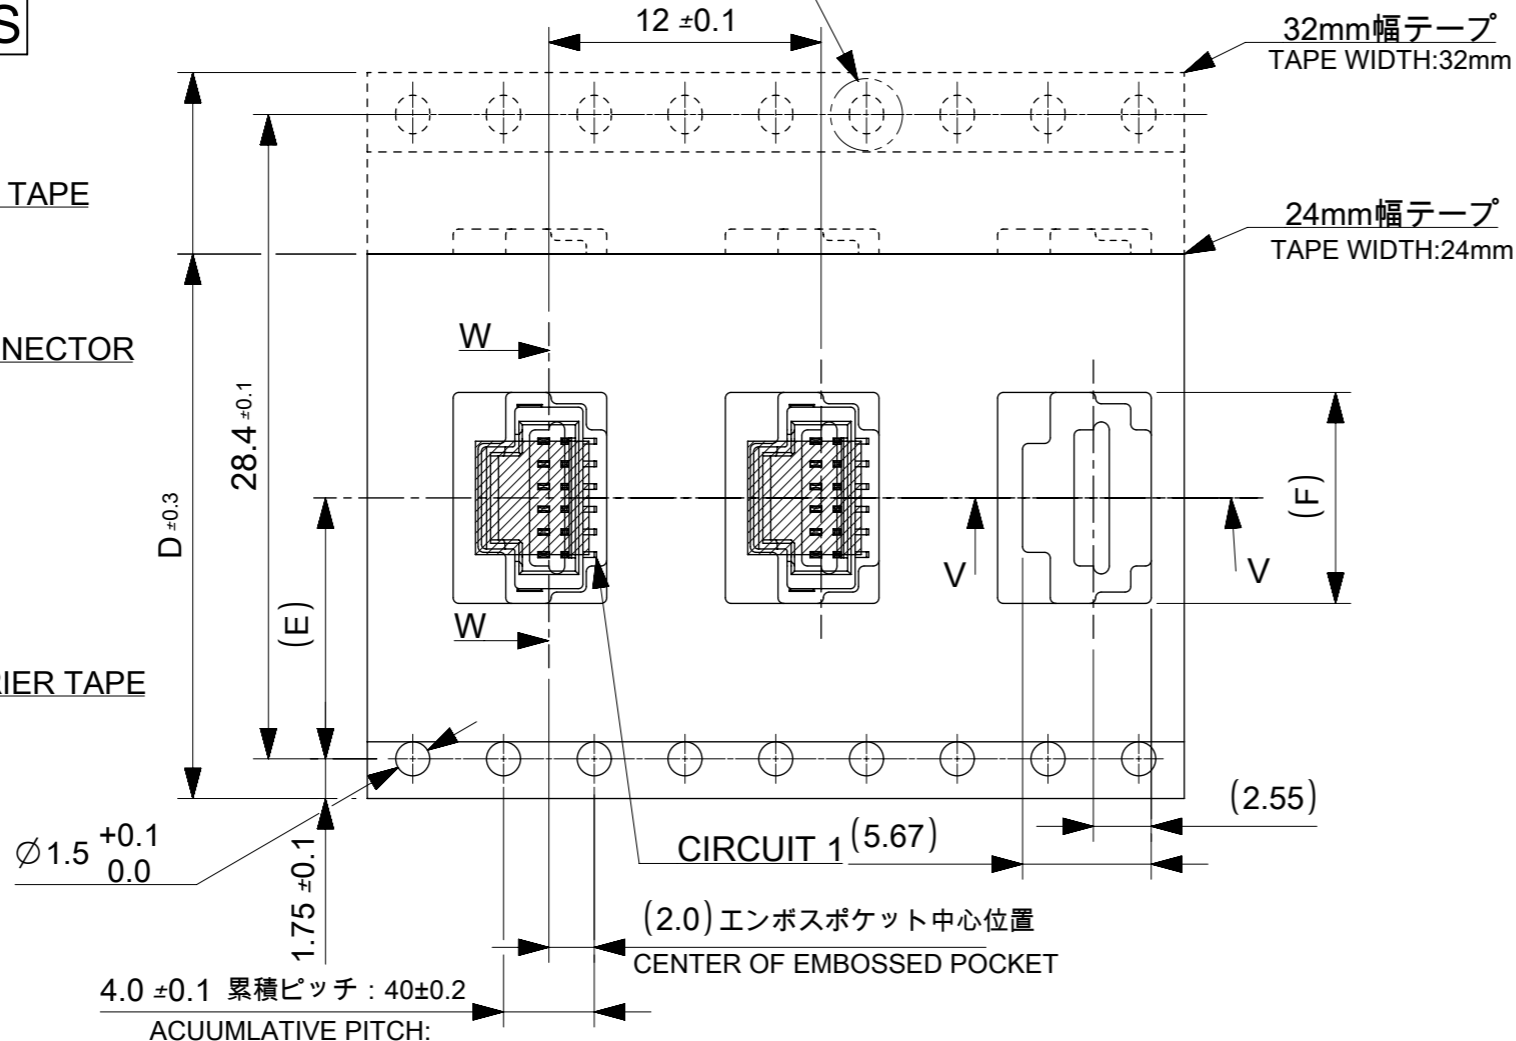 S
12 ±0.1
32mm幅テープ
TAPE WIDTH:32mm
TAPE
24mm幅テープ
TAPE WIDTH:24mm
W
NECTOR
28.4 ±0.1
D ±0.3
(F)
V
V
(E)
W
RIER TAPE
(2.55)
∅1.5 +0.1
0.0
CIRCUIT 1
(5.67)
1.75 ±0.1
(2.0) エンボスポケット中心位置
CENTER OF EMBOSSED POCKET
4.0 ±0.1 累積ピッチ : 40±0.2
ACUUMLATIVE PITCH: